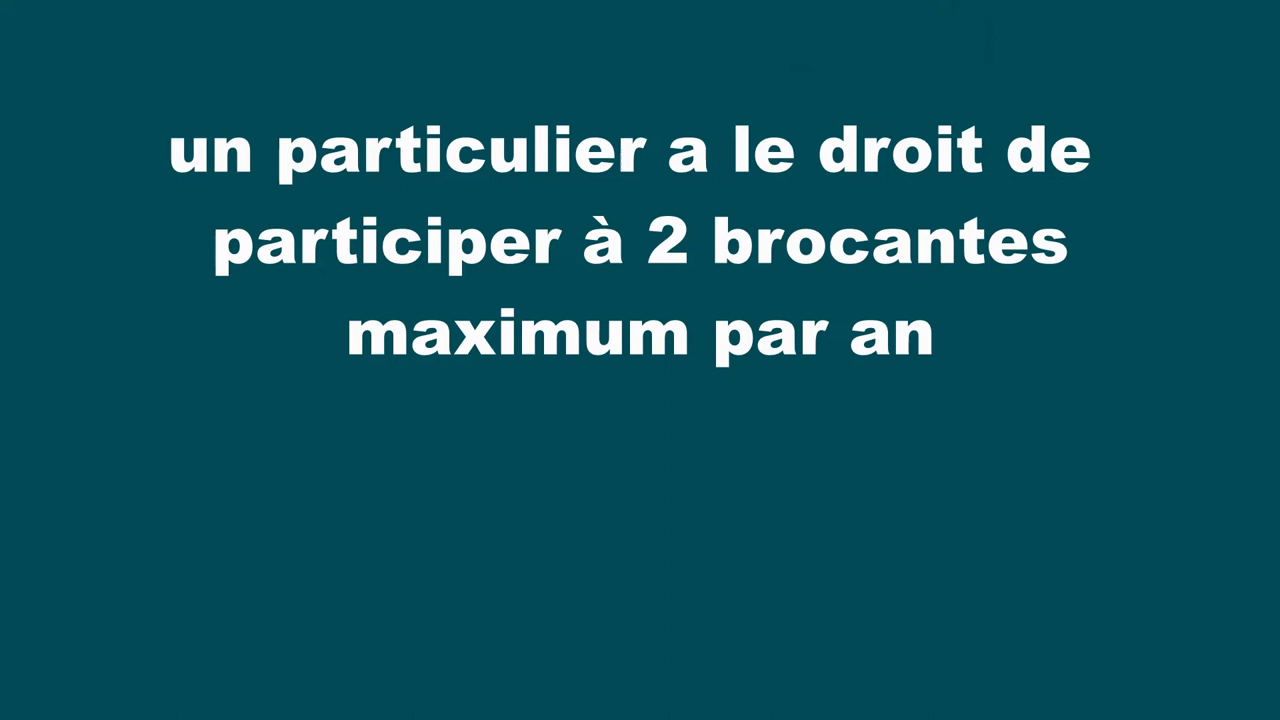 un particulier a le droit de
participer à 2 brocantes
maximum par an